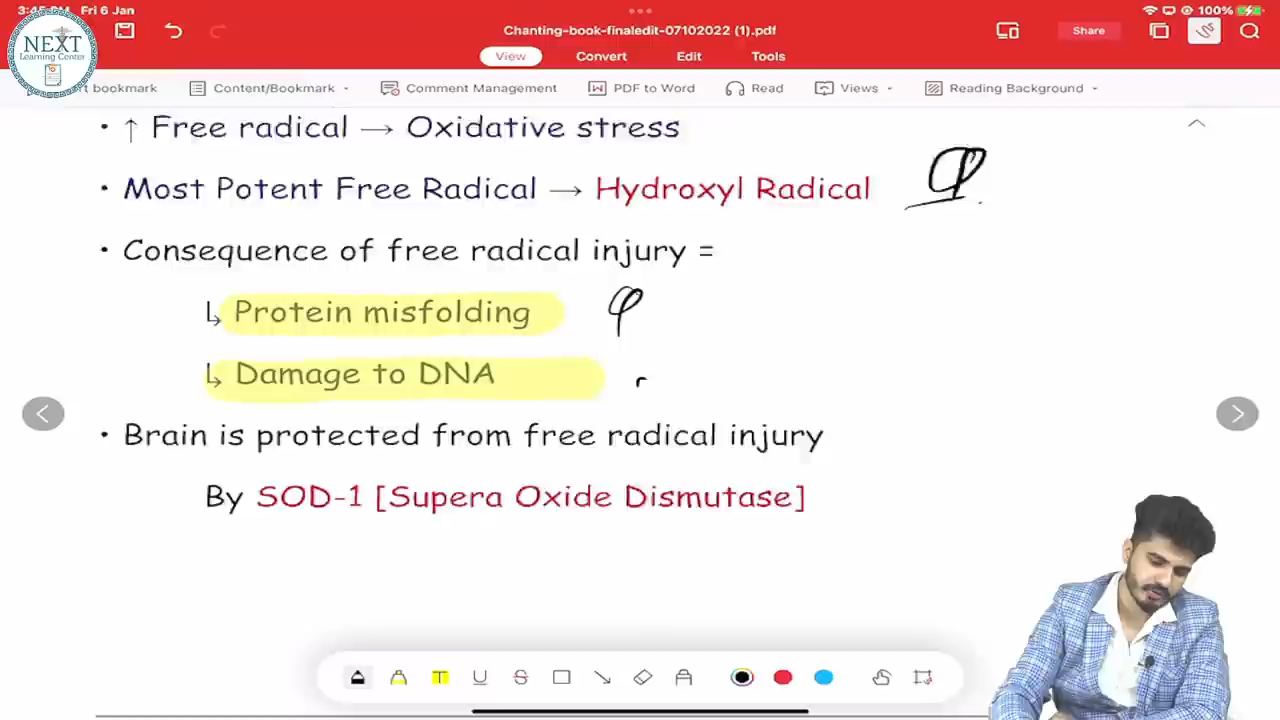 Fri 6 Jan
100%
NEXT
Learning Center
Chanting-book-finaledit-07102022 (1).pdf
Share
View
Convert
Edit
Tools
bookmark
Content/Bookmark
Comment Management
PDF to Word
Read
Views
Reading Background
• ↑ Free radical → Oxidative stress
• Most Potent Free Radical → Hydroxyl Radical
• Consequence of free radical injury =
↳ Protein misfolding
↳ Damage to DNA
• Brain is protected from free radical injury
By SOD-1 [Supera Oxide Dismutase]